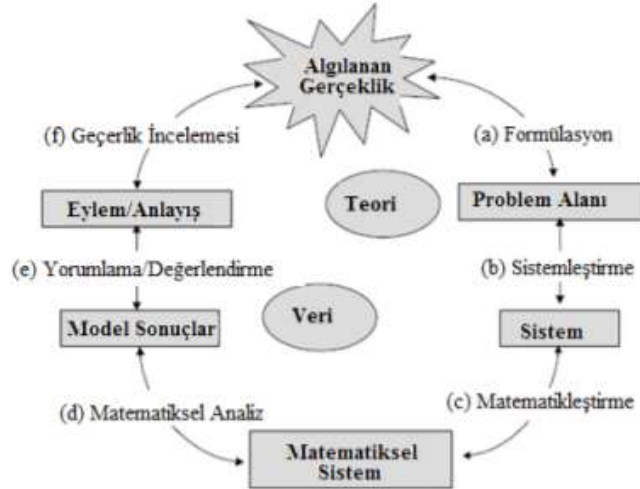 Algılanan
Gerçeklik
(f) Geçerlik İncelemesi
(a) Formülasyon
Eylem/Anlayış
Teori
Problem Alanı
(e) Yorumlama/Değerlendirme
(b) Sistemleştirme
Model Sonuçlar
Veri
Sistem
(d) Matematiksel Analiz
(c) Matematikleştirme
Matematiksel
Sistem